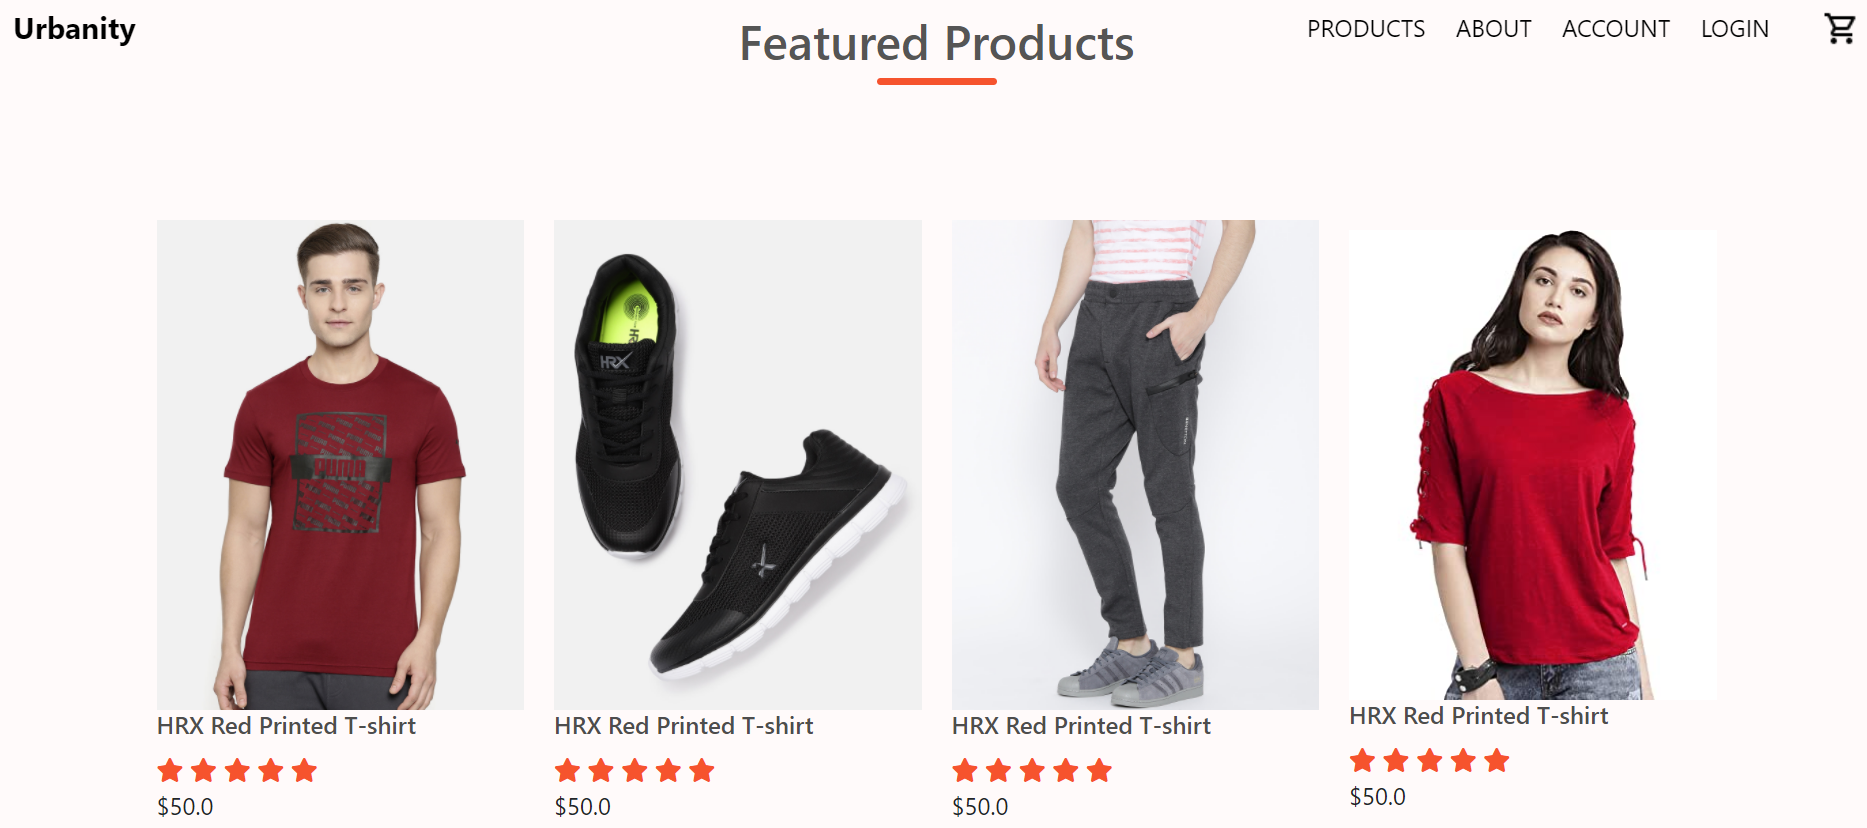 Urbanity
Featured Products
PRODUCTS ABOUT ACCOUNT LOGIN
PUMA
HRX
HRX
HRX Red Printed T-shirt
$50.0
HRX Red Printed T-shirt
$50.0
HRX Red Printed T-shirt
$50.0
HRX Red Printed T-shirt
$50.0